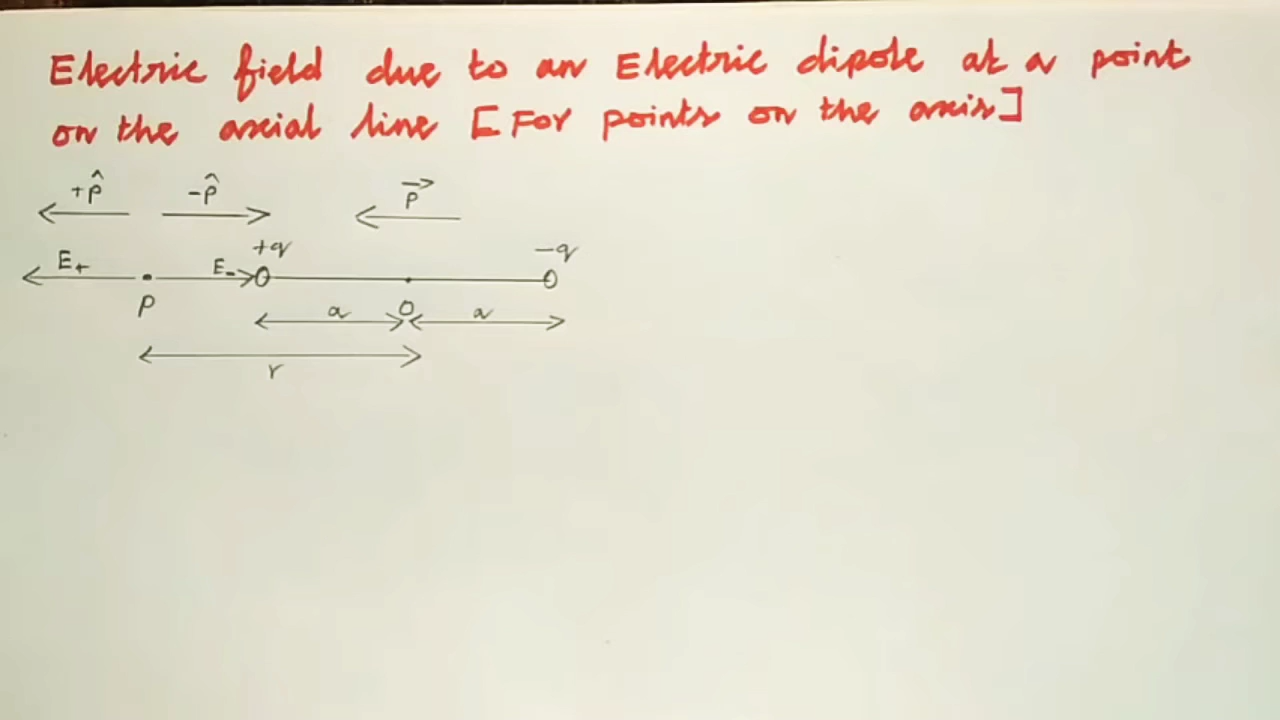 Electric field due to an Electric dipole at a point
on the axial line [For points on the axis]
+p̂ -p̂ p⃗
E₊ E₋ +q -q
P a O a
r